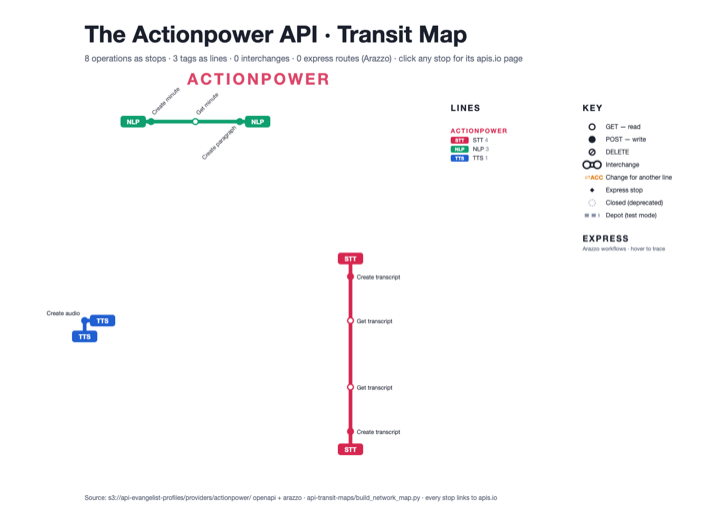 The Actionpower API · Transit Map
8 operations as stops · 3 tags as lines · 0 interchanges · 0 express routes (Arazzo) · click any stop for its apis.io page
ACTIONPOWER
Create minute
Get minute
NLP
NLP
Create paragraph
LINES
ACTIONPOWER
STT STT 4
NLP NLP 3
TTS TTS 1
KEY
GET — read
POST — write
DELETE
Interchange
⇄ACC Change for another line
Express stop
Closed (deprecated)
Depot (test mode)
EXPRESS
Arazzo workflows · hover to trace
STT
Create transcript
Get transcript
Get transcript
Create transcript
STT
Create audio
TTS
TTS
Source: s3://api-evangelist-profiles/providers/actionpower/ openapi + arazzo · api-transit-maps/build_network_map.py · every stop links to apis.io